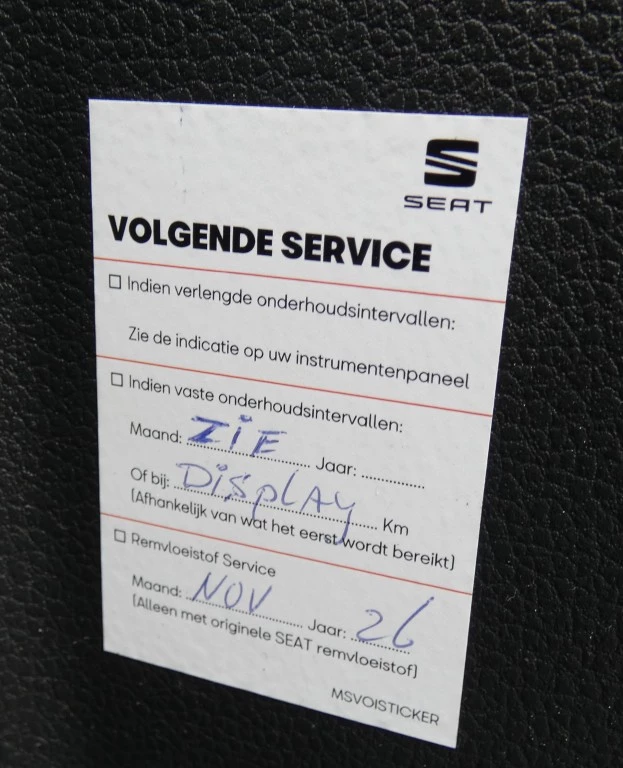 SEAT
VOLGENDE SERVICE
☐ Indien verlengde onderhoudsintervallen:
Zie de indicatie op uw instrumentenpaneel
☐ Indien vaste onderhoudsintervallen:
Maand: ZIE Jaar: ............
Of bij: Display Km
(Afhankelijk van wat het eerst wordt bereikt)
☐ Remvloeistof Service
Maand: NOV Jaar: 26
(Alleen met originele SEAT remvloeistof)
MSVOISTICKER